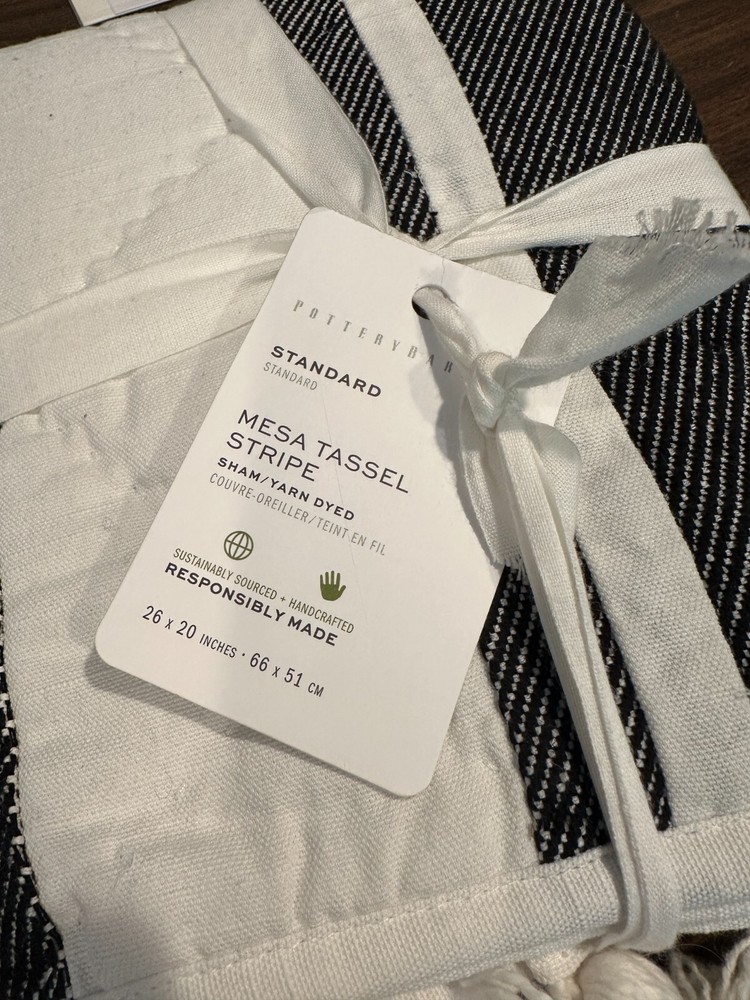 POTTERYBAR
STANDARD
STANDARD
MESA TASSEL
STRIPE
SHAM/YARN DYED
COUVRE-OREILLER/TEINT EN FIL
SUSTAINABLY SOURCED + HANDCRAFTED
RESPONSIBLY MADE
26 x 20 INCHES · 66 x 51 CM